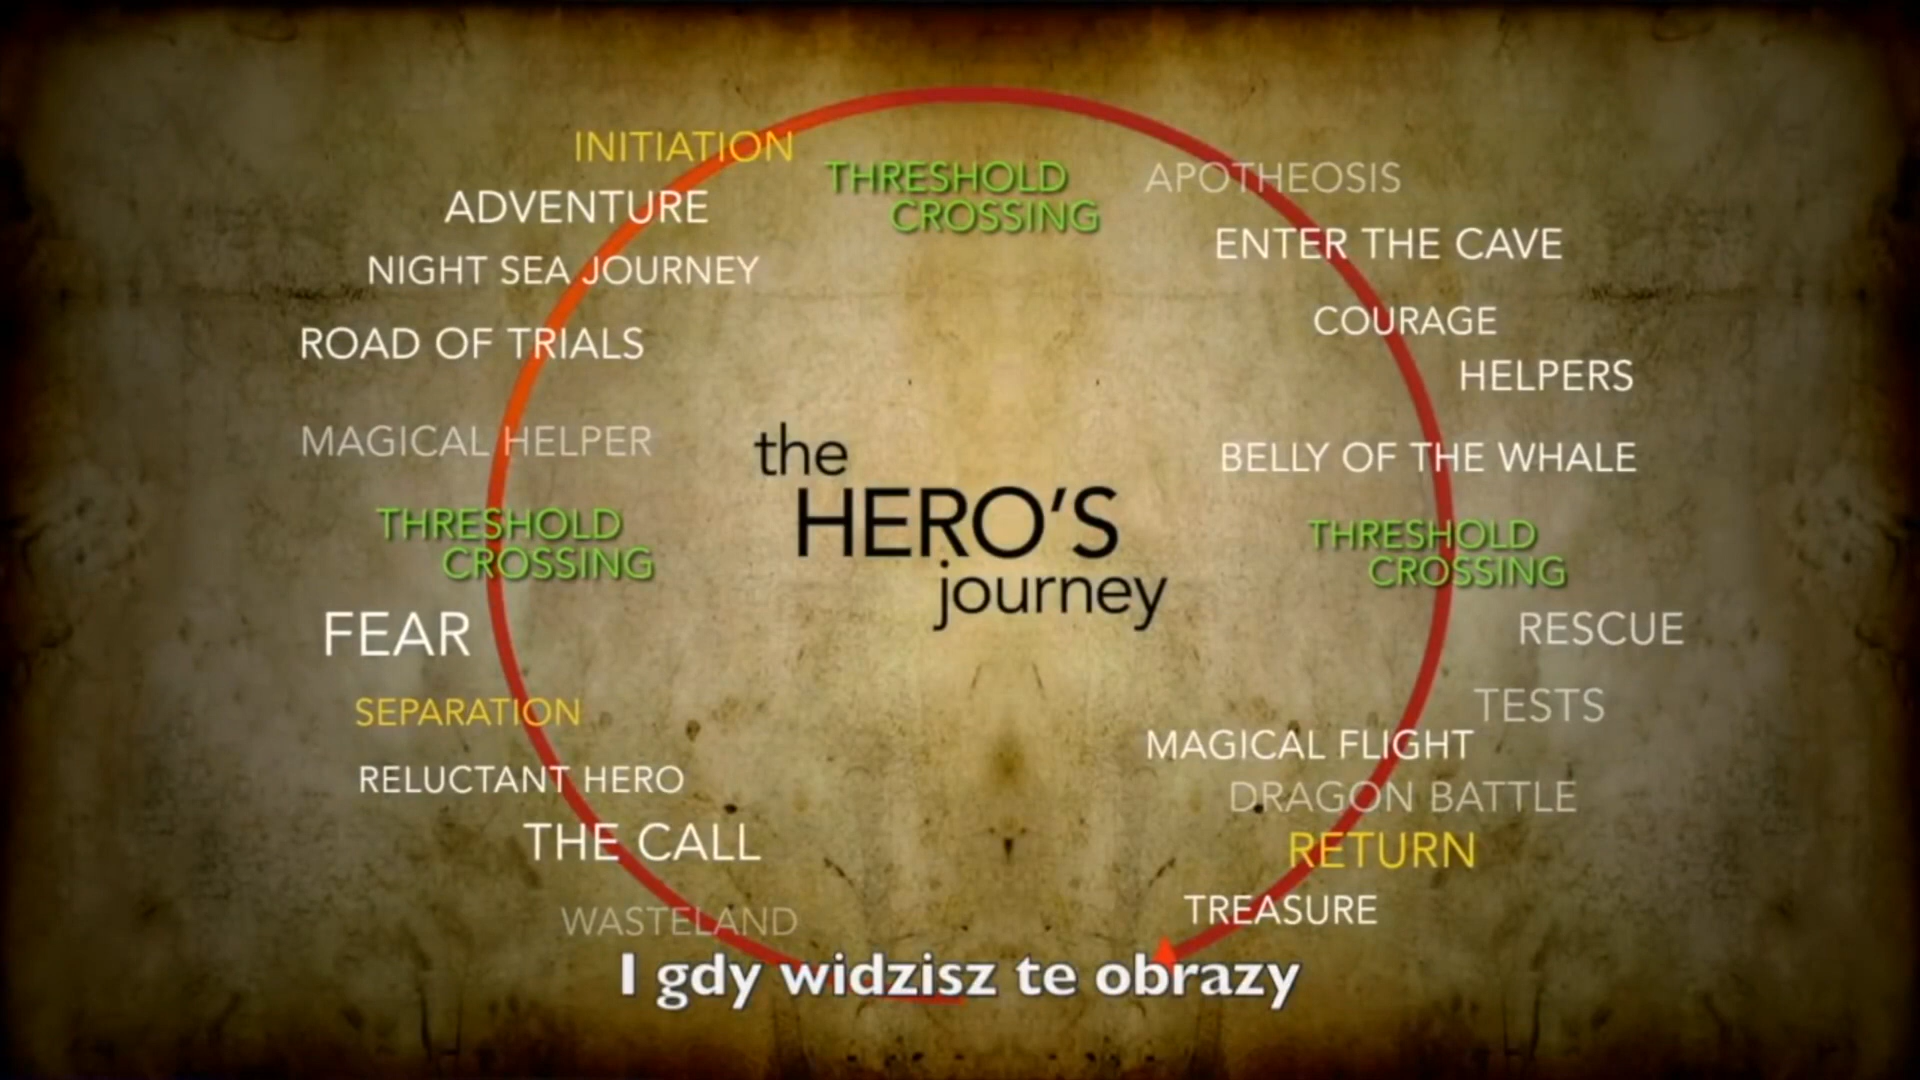 INITIATION
THRESHOLD
CROSSING
APOTHEOSIS
ADVENTURE
ENTER THE CAVE
NIGHT SEA JOURNEY
COURAGE
ROAD OF TRIALS
HELPERS
MAGICAL HELPER
BELLY OF THE WHALE
the
HERO'S
journey
THRESHOLD
CROSSING
THRESHOLD
CROSSING
FEAR
RESCUE
SEPARATION
TESTS
MAGICAL FLIGHT
RELUCTANT HERO
DRAGON BATTLE
THE CALL
RETURN
WASTELAND
TREASURE
I gdy widzisz te obrazy